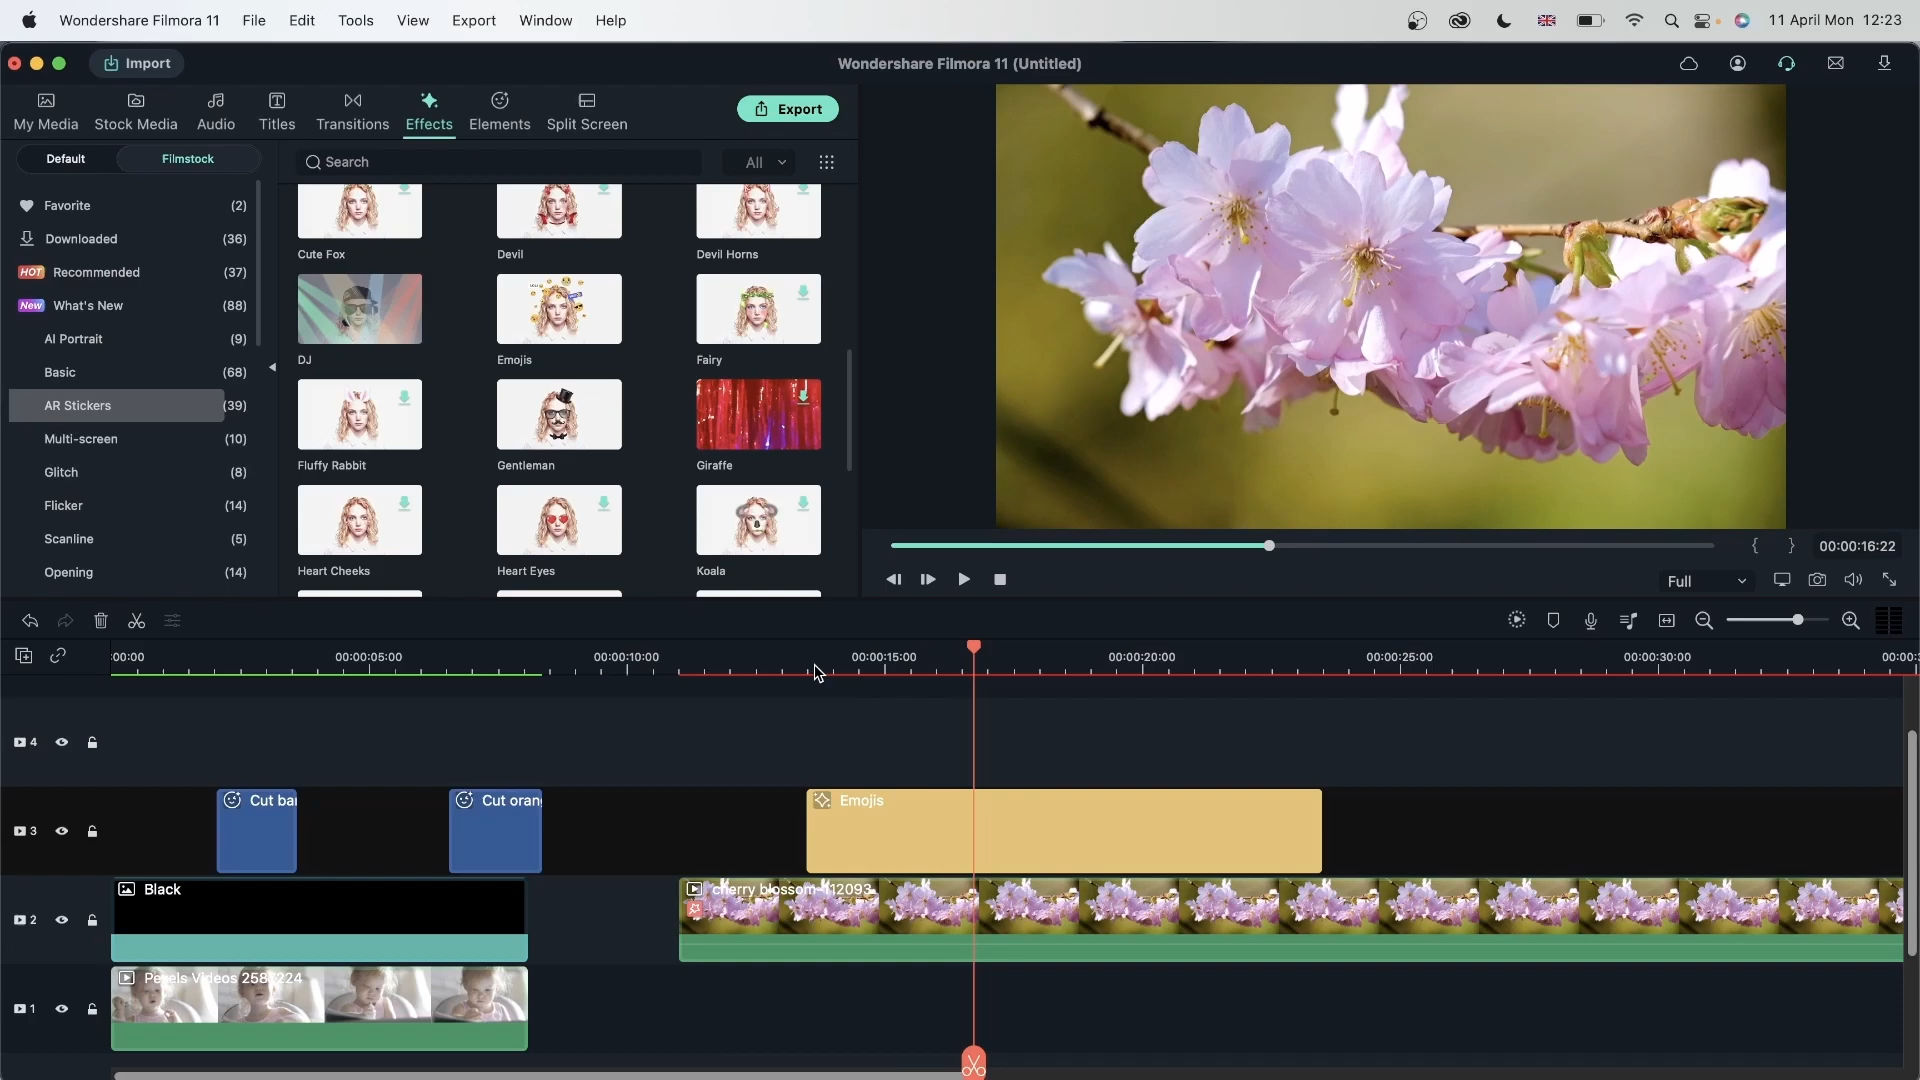 Wondershare Filmora 11 File Edit Tools View Export Window Help 11 April Mon 12:23
Import Wondershare Filmora 11 (Untitled)
My Media Stock Media Audio Titles Transitions Effects Elements Split Screen Export
Default Filmstock Search All
Favorite (2)
Downloaded (36)
HOT Recommended (37)
New What's New (88)
AI Portrait (9)
Basic (68)
AR Stickers (39)
Multi-screen (10)
Glitch (8)
Flicker (14)
Scanline (5)
Opening (14)
Cute Fox Devil Devil Horns
DJ Emojis Fairy
Fluffy Rabbit Gentleman Giraffe
Heart Cheeks Heart Eyes Koala
{ } 00:00:16:22
Full
:00:00 00:00:05:00 00:00:10:00 00:00:15:00 00:00:20:00 00:00:25:00 00:00:30:00 00:00:3
4
3 Cut ba Cut oran Emojis
2 Black cherry blossom-112093
1